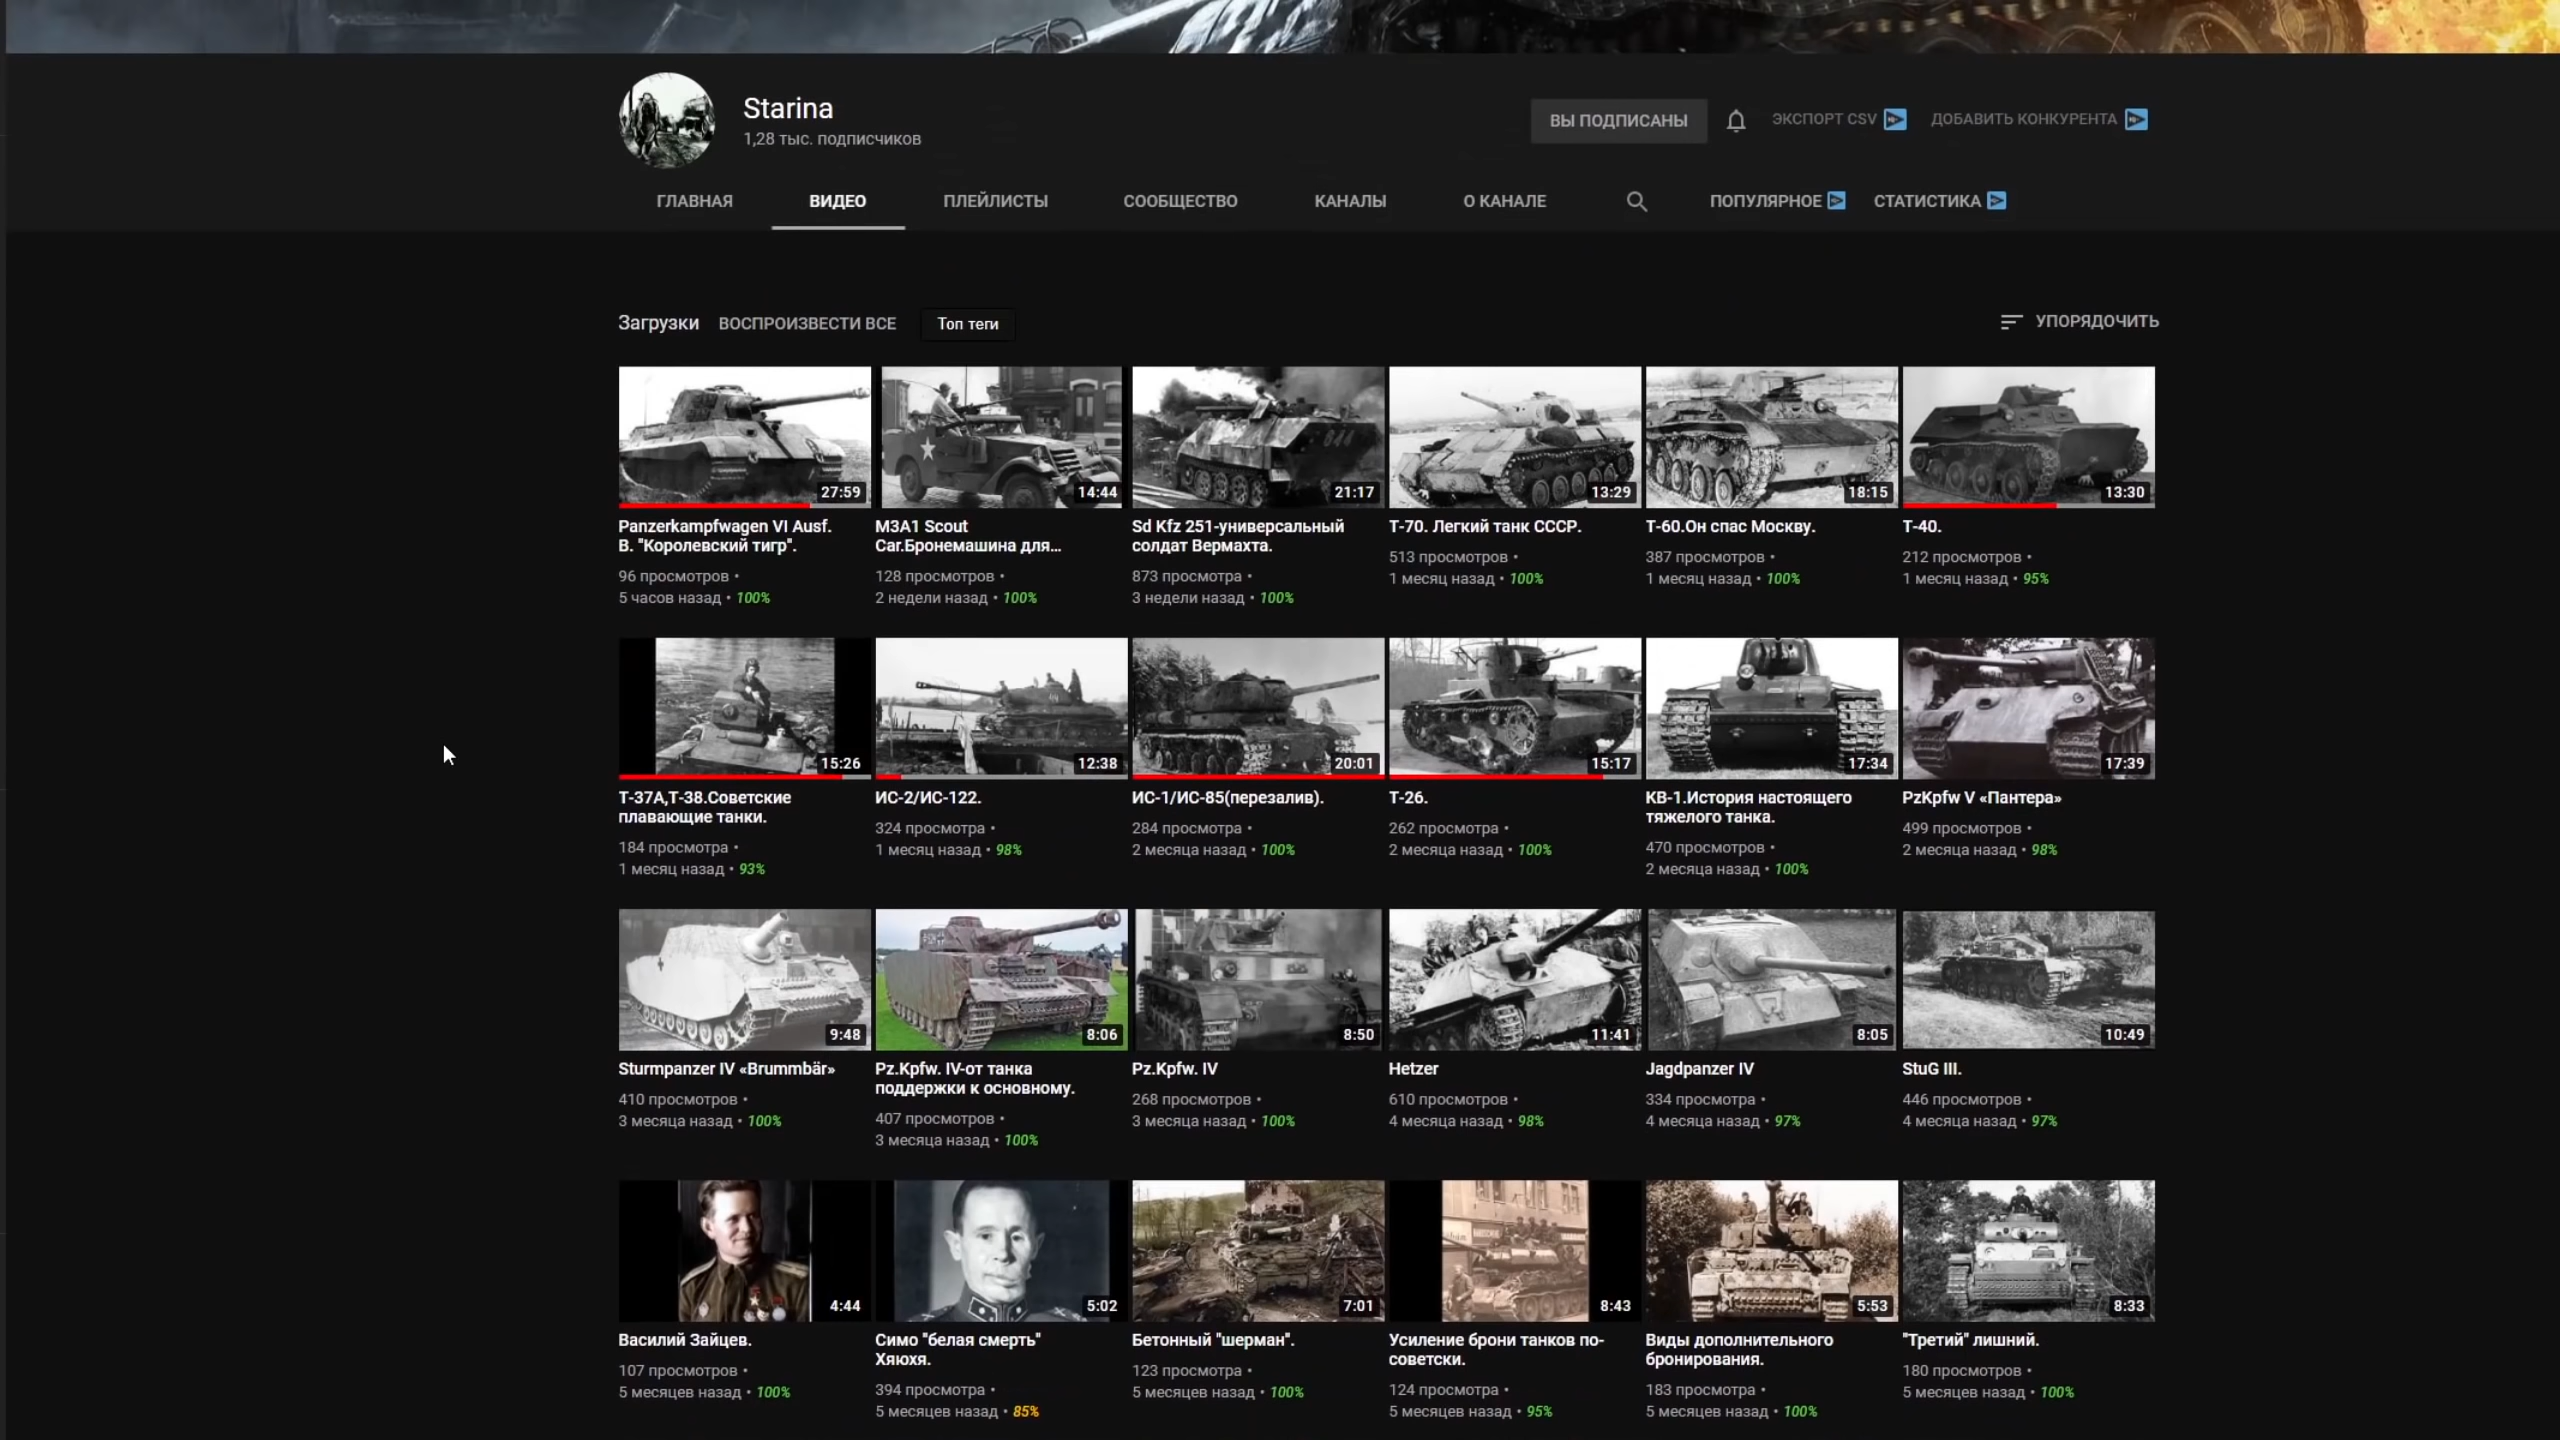 Starina
1,28 тыс. подписчиков
ВЫ ПОДПИСАНЫ
ЭКСПОРТ CSV
ДОБАВИТЬ КОНКУРЕНТА
ГЛАВНАЯ ВИДЕО ПЛЕЙЛИСТЫ СООБЩЕСТВО КАНАЛЫ О КАНАЛЕ ПОПУЛЯРНОЕ СТАТИСТИКА
Загрузки ВОСПРОИЗВЕСТИ ВСЕ Топ теги УПОРЯДОЧИТЬ
27:59
Panzerkampfwagen VI Ausf.
B. "Королевский тигр".
96 просмотров •
5 часов назад • 100%
14:44
M3A1 Scout
Car.Бронемашина для...
128 просмотров •
2 недели назад • 100%
644
21:17
Sd Kfz 251-универсальный
солдат Вермахта.
873 просмотра •
3 недели назад • 100%
13:29
Т-70. Легкий танк СССР.
513 просмотров •
1 месяц назад • 100%
18:15
Т-60.Он спас Москву.
387 просмотров •
1 месяц назад • 100%
13:30
Т-40.
212 просмотров •
1 месяц назад • 95%
15:26
Т-37А,Т-38.Советские
плавающие танки.
184 просмотра •
1 месяц назад • 93%
12:38
ИС-2/ИС-122.
324 просмотра •
1 месяц назад • 98%
20:01
ИС-1/ИС-85(перезалив).
284 просмотра •
2 месяца назад • 100%
15:17
Т-26.
262 просмотра •
2 месяца назад • 100%
17:34
КВ-1.История настоящего
тяжелого танка.
470 просмотров •
2 месяца назад • 100%
17:39
PzKpfw V «Пантера»
499 просмотров •
2 месяца назад • 98%
9:48
Sturmpanzer IV «Brummbär»
410 просмотров •
3 месяца назад • 100%
8:06
Pz.Kpfw. IV-от танка
поддержки к основному.
407 просмотров •
3 месяца назад • 100%
8:50
Pz.Kpfw. IV
268 просмотров •
3 месяца назад • 100%
11:41
Hetzer
610 просмотров •
4 месяца назад • 98%
8:05
Jagdpanzer IV
334 просмотра •
4 месяца назад • 97%
10:49
StuG III.
446 просмотров •
4 месяца назад • 97%
4:44
Василий Зайцев.
107 просмотров •
5 месяцев назад • 100%
5:02
Симо "белая смерть"
Хяюхя.
394 просмотра •
5 месяцев назад • 85%
7:01
Бетонный "шерман".
123 просмотра •
5 месяцев назад • 100%
8:43
Усиление брони танков по-
советски.
124 просмотра •
5 месяцев назад • 95%
5:53
Виды дополнительного
бронирования.
183 просмотра •
5 месяцев назад • 100%
8:33
"Третий" лишний.
180 просмотров •
5 месяцев назад • 100%